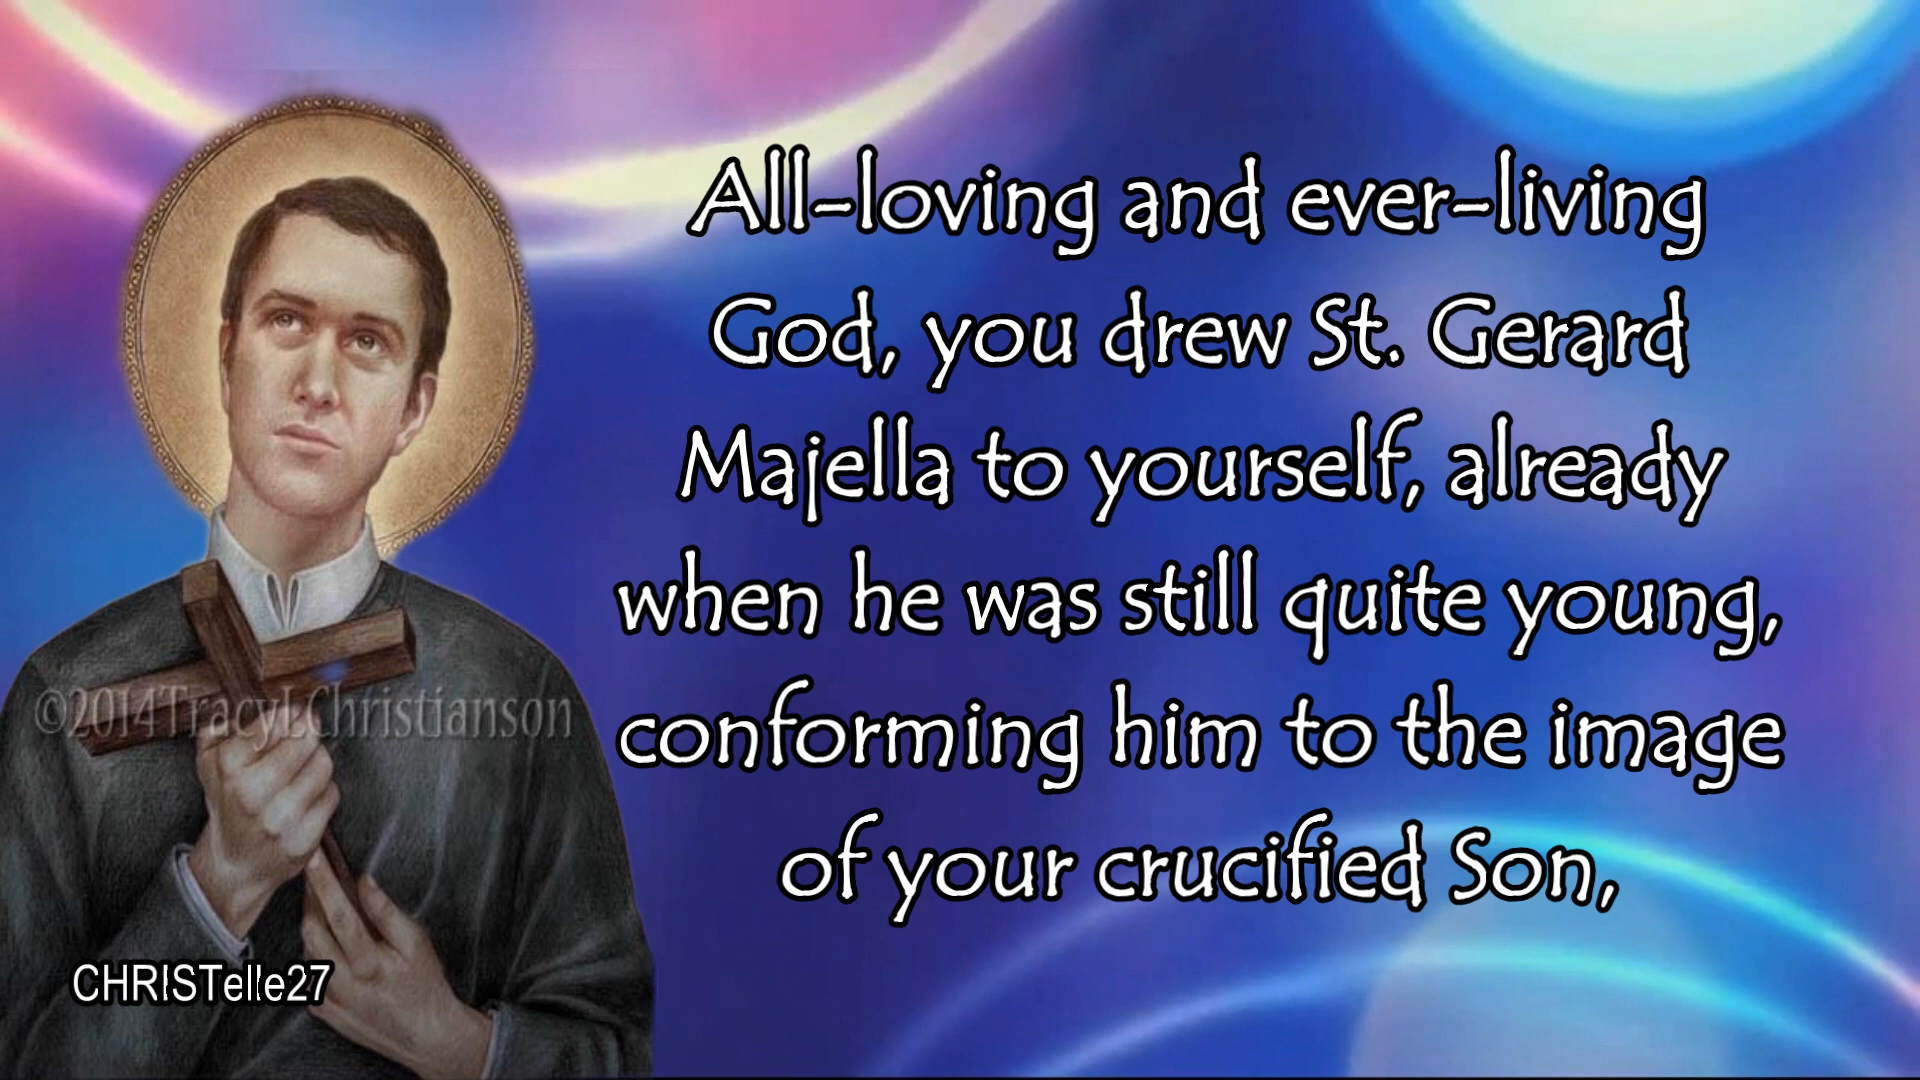 All-loving and ever-living
God, you drew St. Gerard
Majella to yourself, already
when he was still quite young,
conforming him to the image
of your crucified Son,
©2014TracyLChristianson
CHRISTelle27